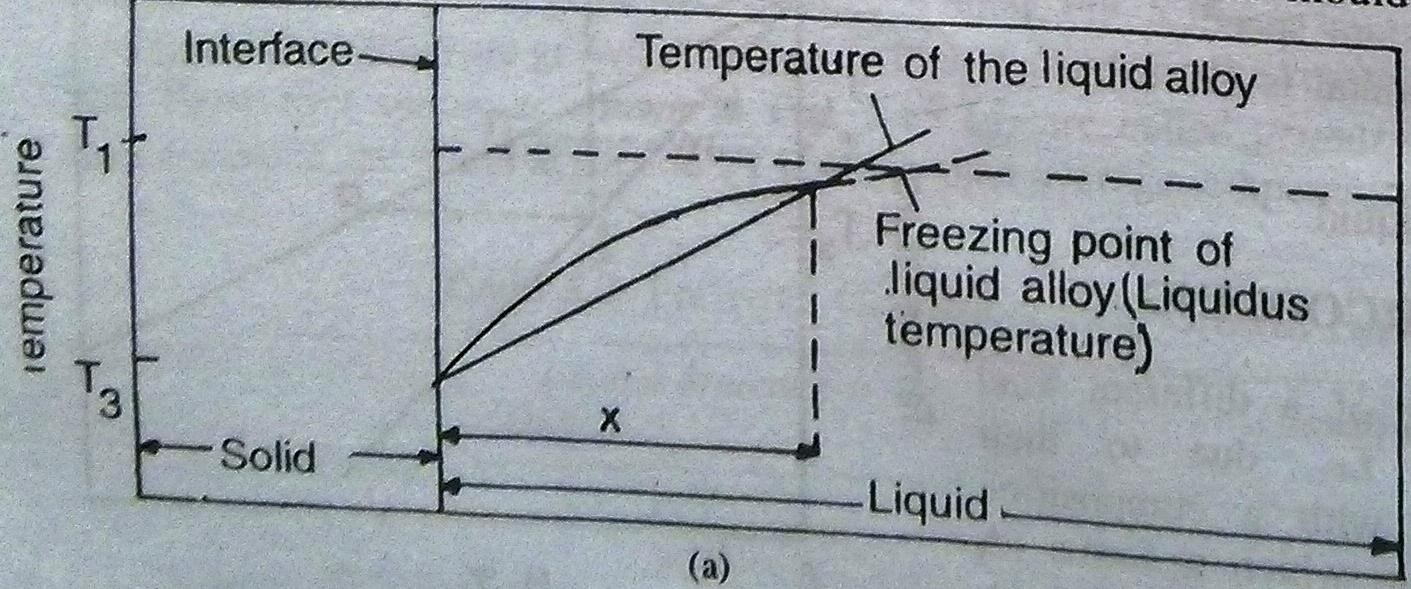 Interface
Temperature of the liquid alloy
Temperature
T1
Freezing point of
liquid alloy(Liquidus
temperature)
T3
x
Solid
Liquid
(a)